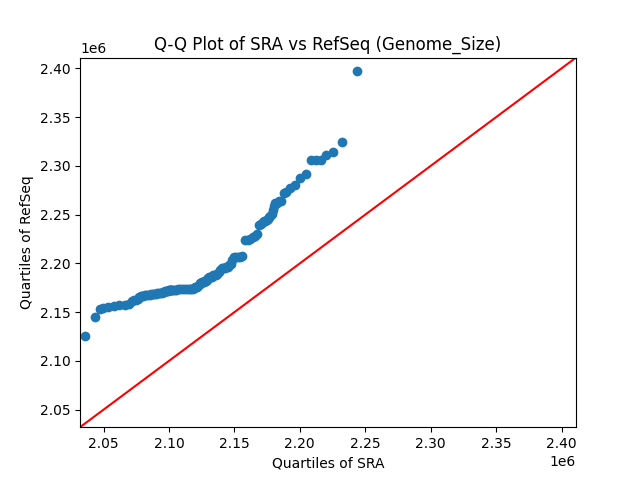 Q-Q Plot of SRA vs RefSeq (Genome_Size)
1e6
2.40
2.35
2.30
2.25
2.20
2.15
2.10
2.05
Quartiles of RefSeq
2.05 2.10 2.15 2.20 2.25 2.30 2.35 2.40
Quartiles of SRA
1e6